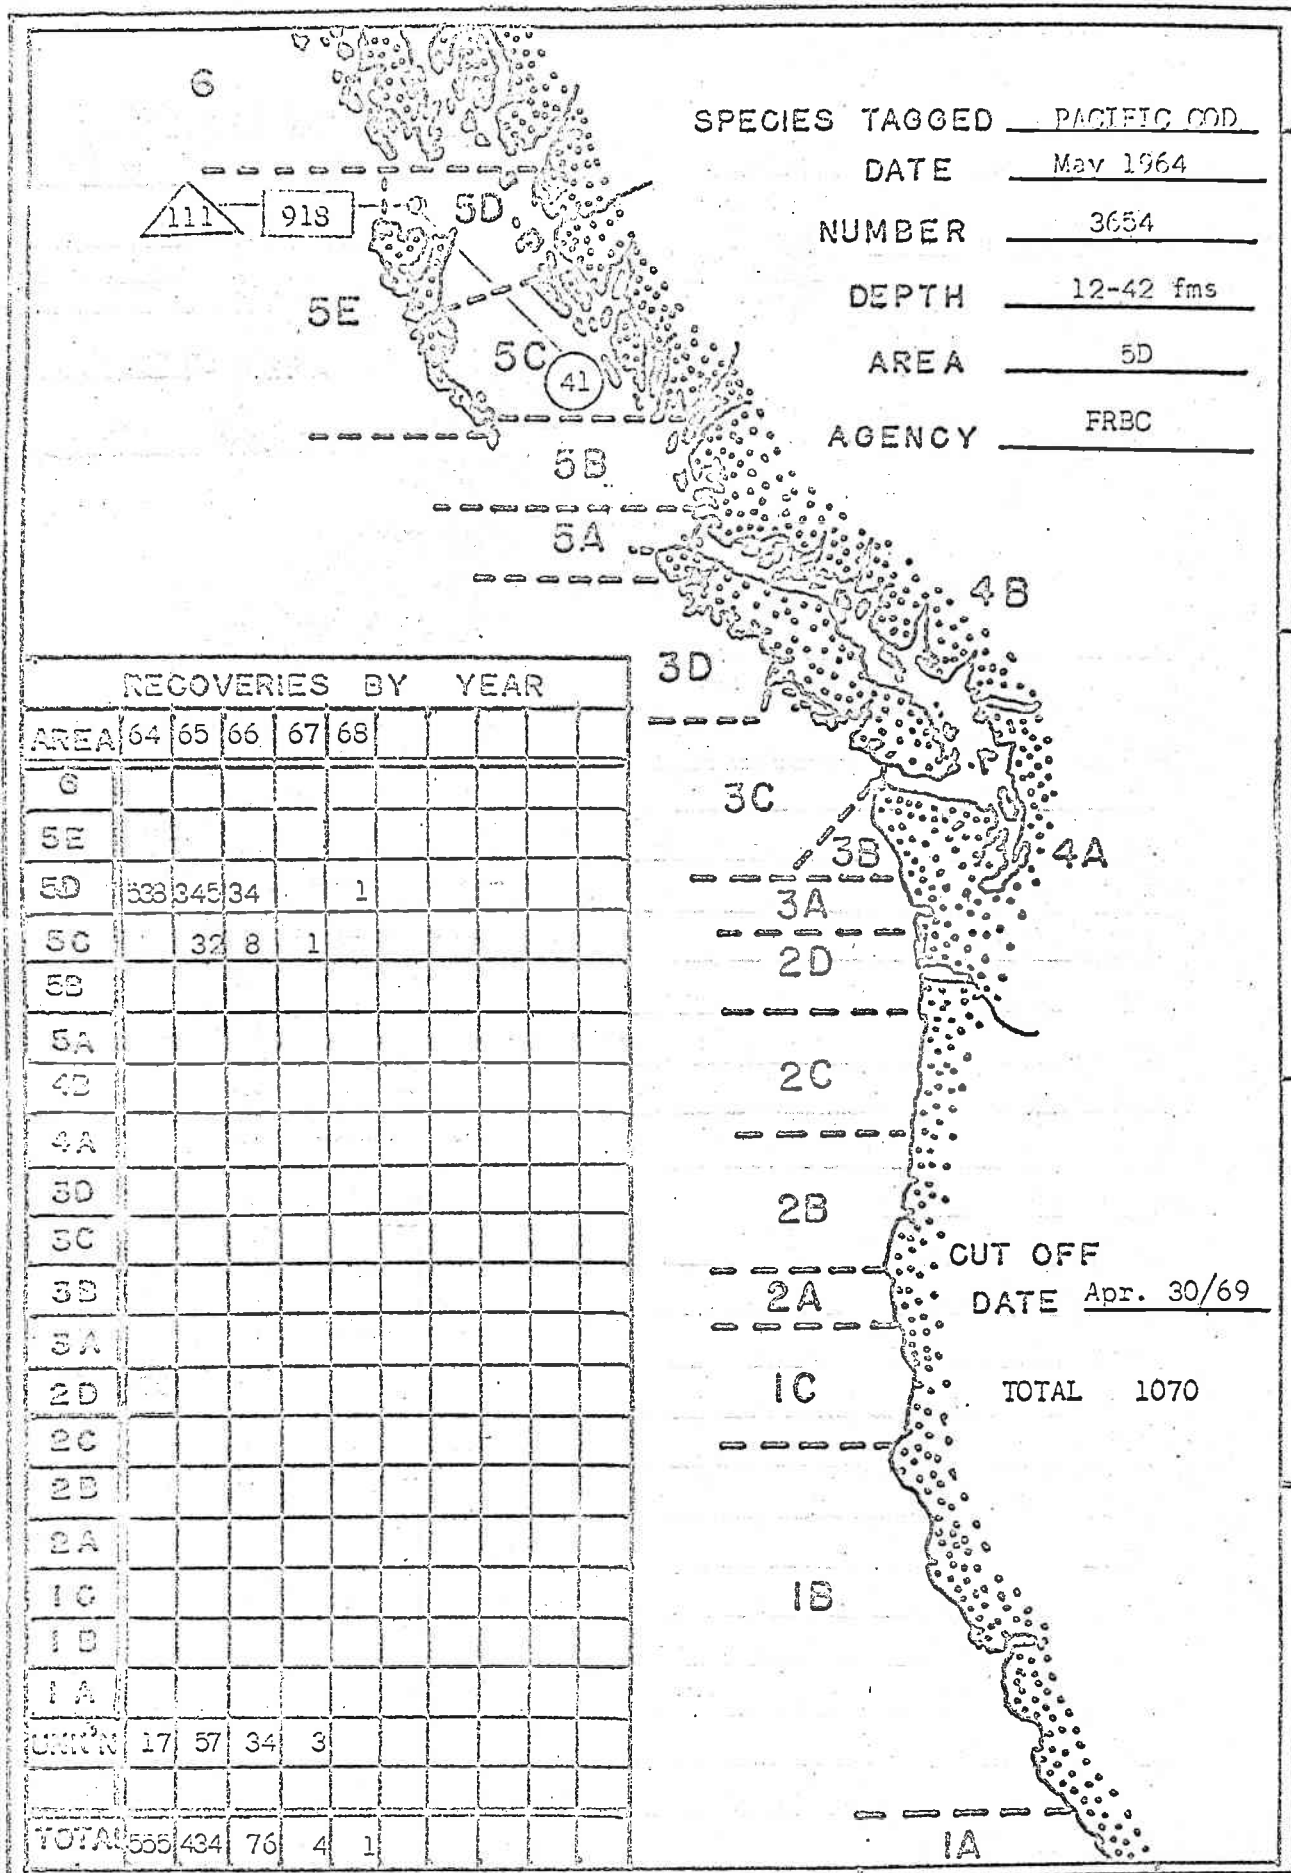 6
SPECIES TAGGED PACIFIC COD
DATE May 1964
111 918 5D
NUMBER 3654
DEPTH 12-42 fms
5E
5C
AREA 5D
41
AGENCY FRBC
5B
5A
4B
3D
RECOVERIES BY YEAR
AREA 64 65 66 67 68
6
5E
5D 538 345 34 1
5C 32 8 1
5B
5A
4B
4A
3D
3C
3B
3A
2D
2C
2B
2A
1C
1B
1A
UNK'N 17 57 34 3
TOTAL 555 434 76 4 1
3C
3B
4A
3A
2D
2C
2B
CUT OFF
2A
DATE Apr. 30/69
1C
TOTAL 1070
1B
1A